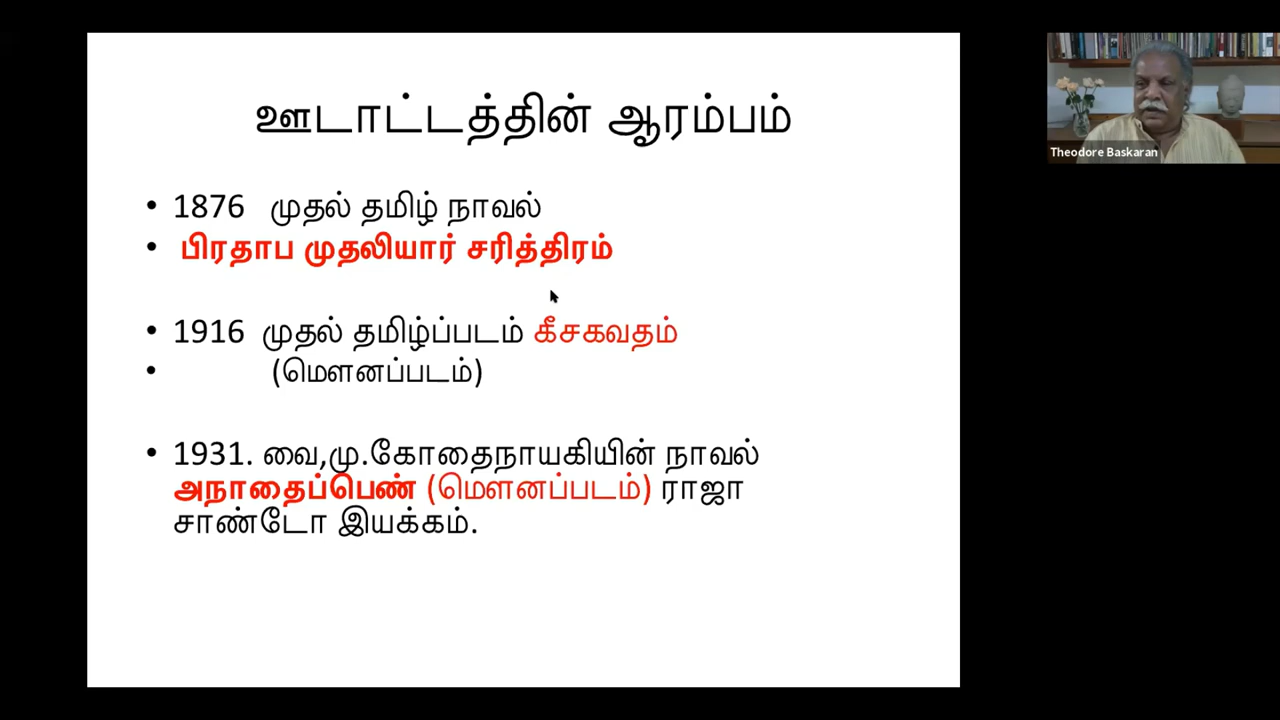 ஊடாட்டத்தின் ஆரம்பம்
• 1876 முதல் தமிழ் நாவல்
• பிரதாப முதலியார் சரித்திரம்
• 1916 முதல் தமிழ்ப்படம் கீசகவதம்
• (மௌனப்படம்)
• 1931. வை,மு.கோதைநாயகியின் நாவல்
அநாதைப்பெண் (மௌனப்படம்) ராஜா
சாண்டோ இயக்கம்.
Theodore Baskaran